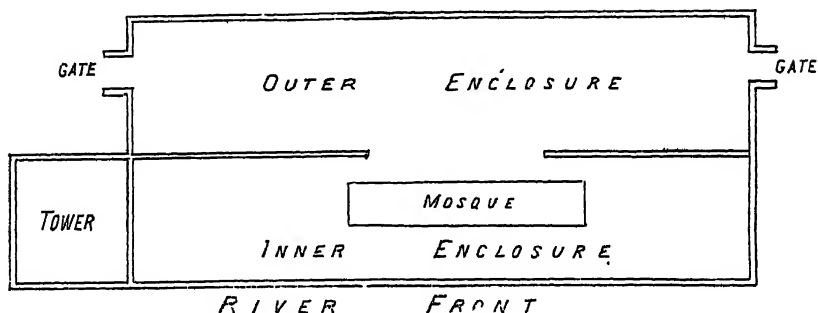 GATE
GATE
OUTER ENCLOSURE
MOSQUE
TOWER
INNER ENCLOSURE
RIVER FRONT